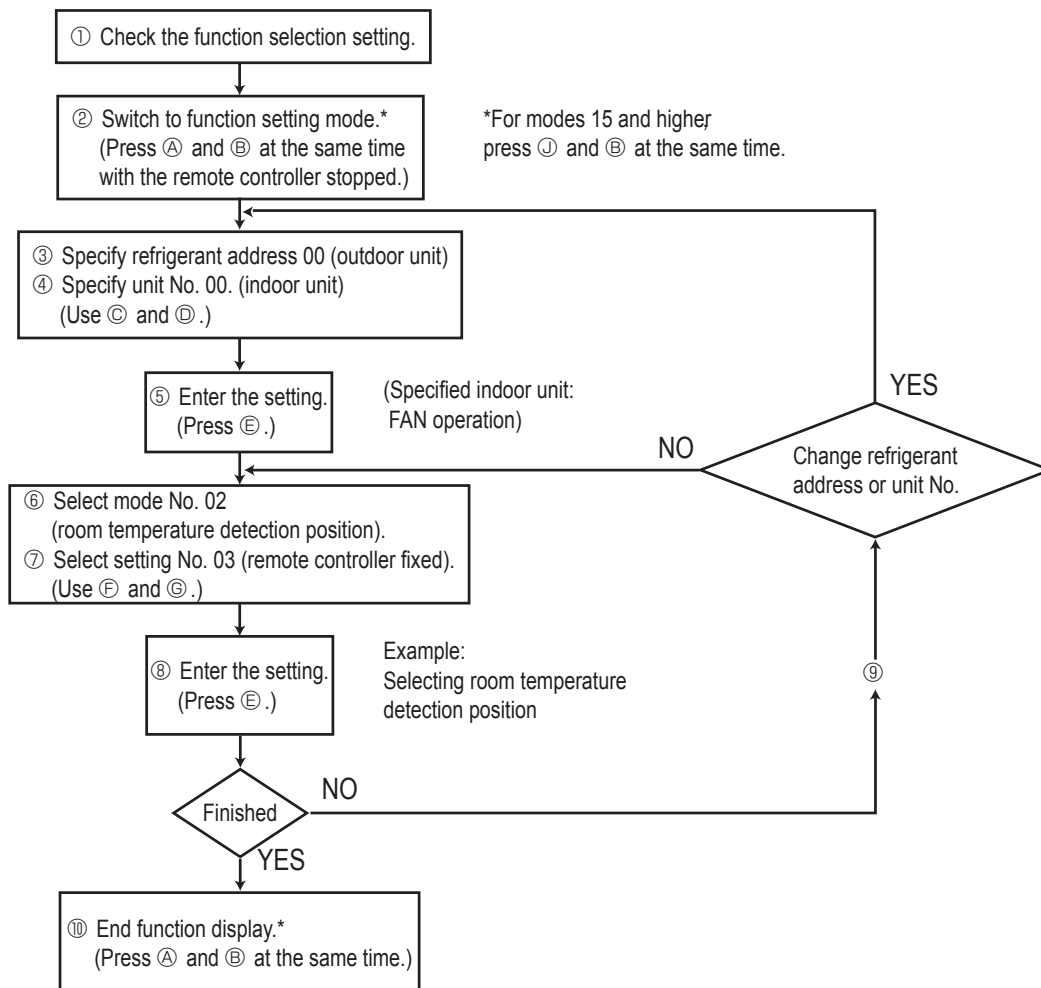 ① Check the function selection setting.
② Switch to function setting mode.*
(Press Ⓐ and Ⓑ at the same time
with the remote controller stopped.)
*For modes 15 and higher,
press Ⓙ and Ⓑ at the same time.
③ Specify refrigerant address 00 (outdoor unit)
④ Specify unit No. 00. (indoor unit)
(Use Ⓒ and Ⓓ.)
⑤ Enter the setting.
(Press Ⓔ.)
(Specified indoor unit:
FAN operation)
YES
NO
Change refrigerant
address or unit No.
⑥ Select mode No. 02
(room temperature detection position).
⑦ Select setting No. 03 (remote controller fixed).
(Use Ⓕ and Ⓖ.)
⑧ Enter the setting.
(Press Ⓔ.)
Example:
Selecting room temperature
detection position
⑨
Finished
NO
YES
⑩ End function display.*
(Press Ⓐ and Ⓑ at the same time.)